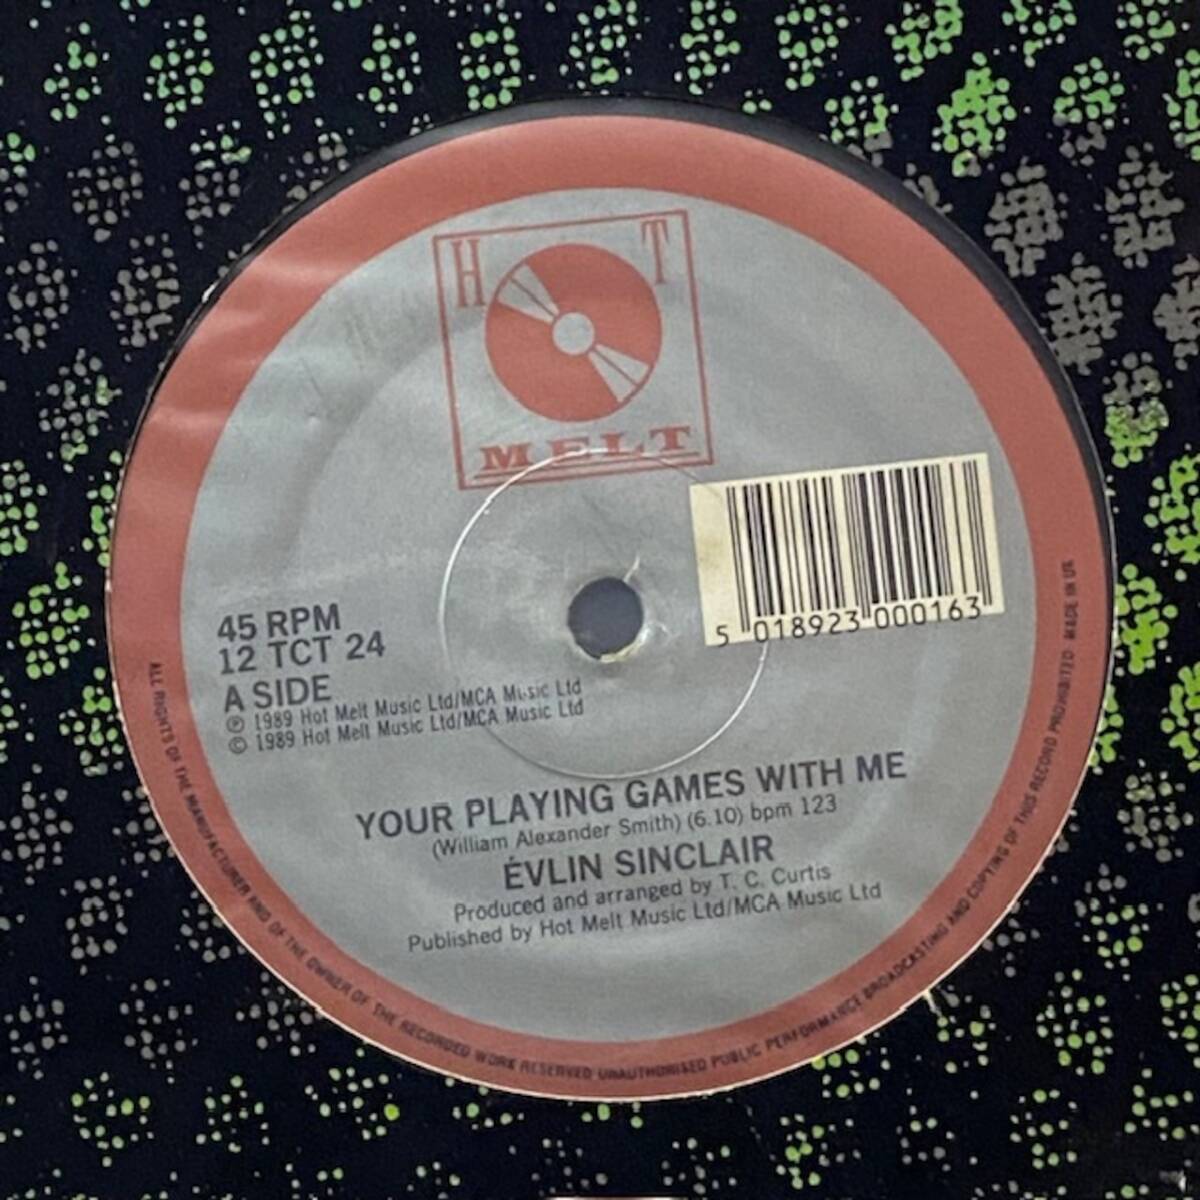 H T
MELT
5 018923 000163
45 RPM
12 TCT 24
A SIDE
℗ 1989 Hot Melt Music Ltd/MCA Music Ltd
© 1989 Hot Melt Music Ltd/MCA Music Ltd
YOUR PLAYING GAMES WITH ME
(William Alexander Smith) (6.10) bpm 123
ÉVLIN SINCLAIR
Produced and arranged by T. C. Curtis
Published by Hot Melt Music Ltd/MCA Music Ltd
ALL RIGHTS OF THE MANUFACTURER AND OF THE OWNER OF THE RECORDED WORK RESERVED UNAUTHORISED PUBLIC PERFORMANCE BROADCASTING AND COPYING OF THIS RECORD PROHIBITED MADE IN UK